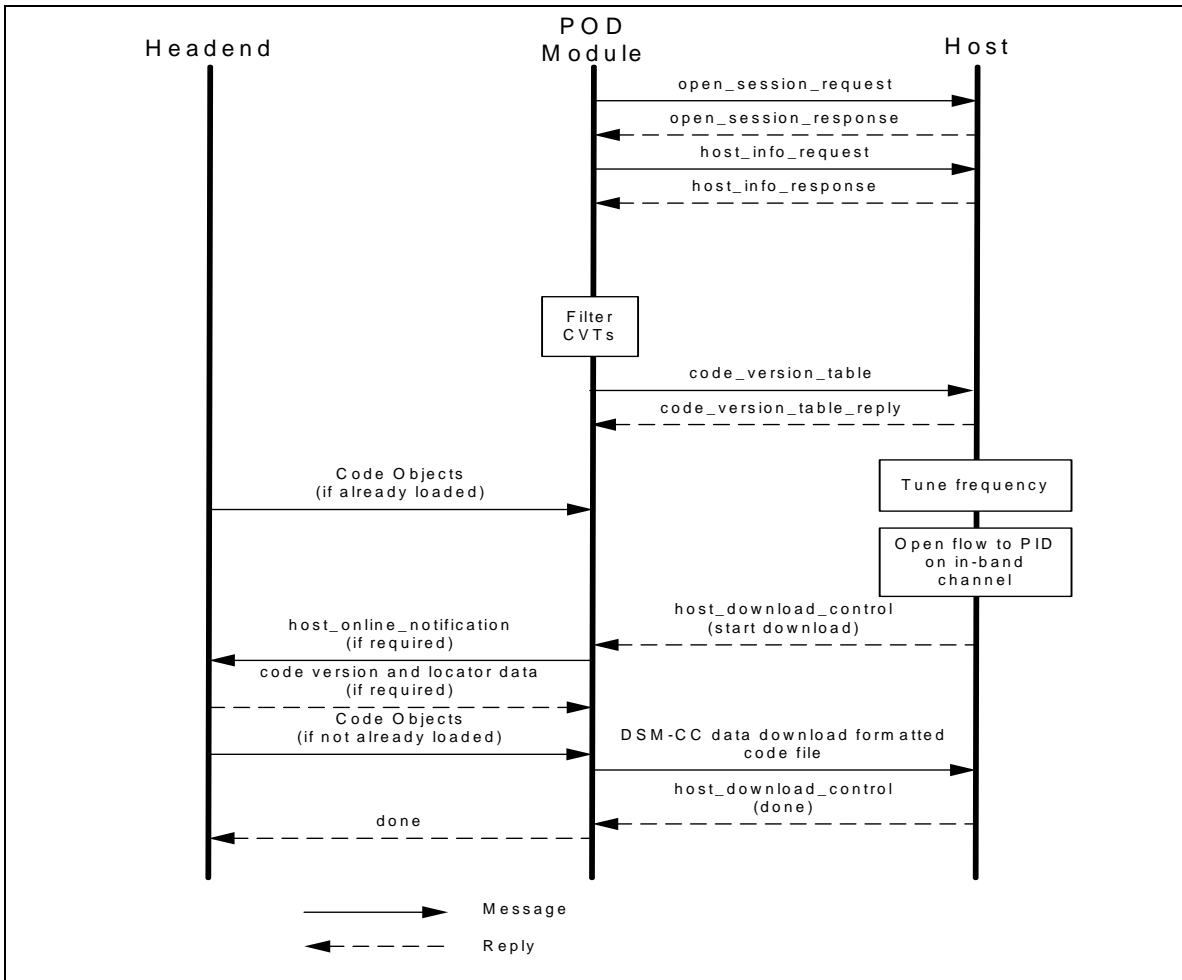 Headend
POD
Module
Host
open_session_request
open_session_response
host_info_request
host_info_response
Filter
CVTs
code_version_table
code_version_table_reply
Code Objects
(if already loaded)
Tune frequency
Open flow to PID
on in-band
channel
host_download_control
(start download)
host_online_notification
(if required)
code version and locator data
(if required)
Code Objects
(if not already loaded)
DSM-CC data download formatted
code file
host_download_control
(done)
done
Message
Reply